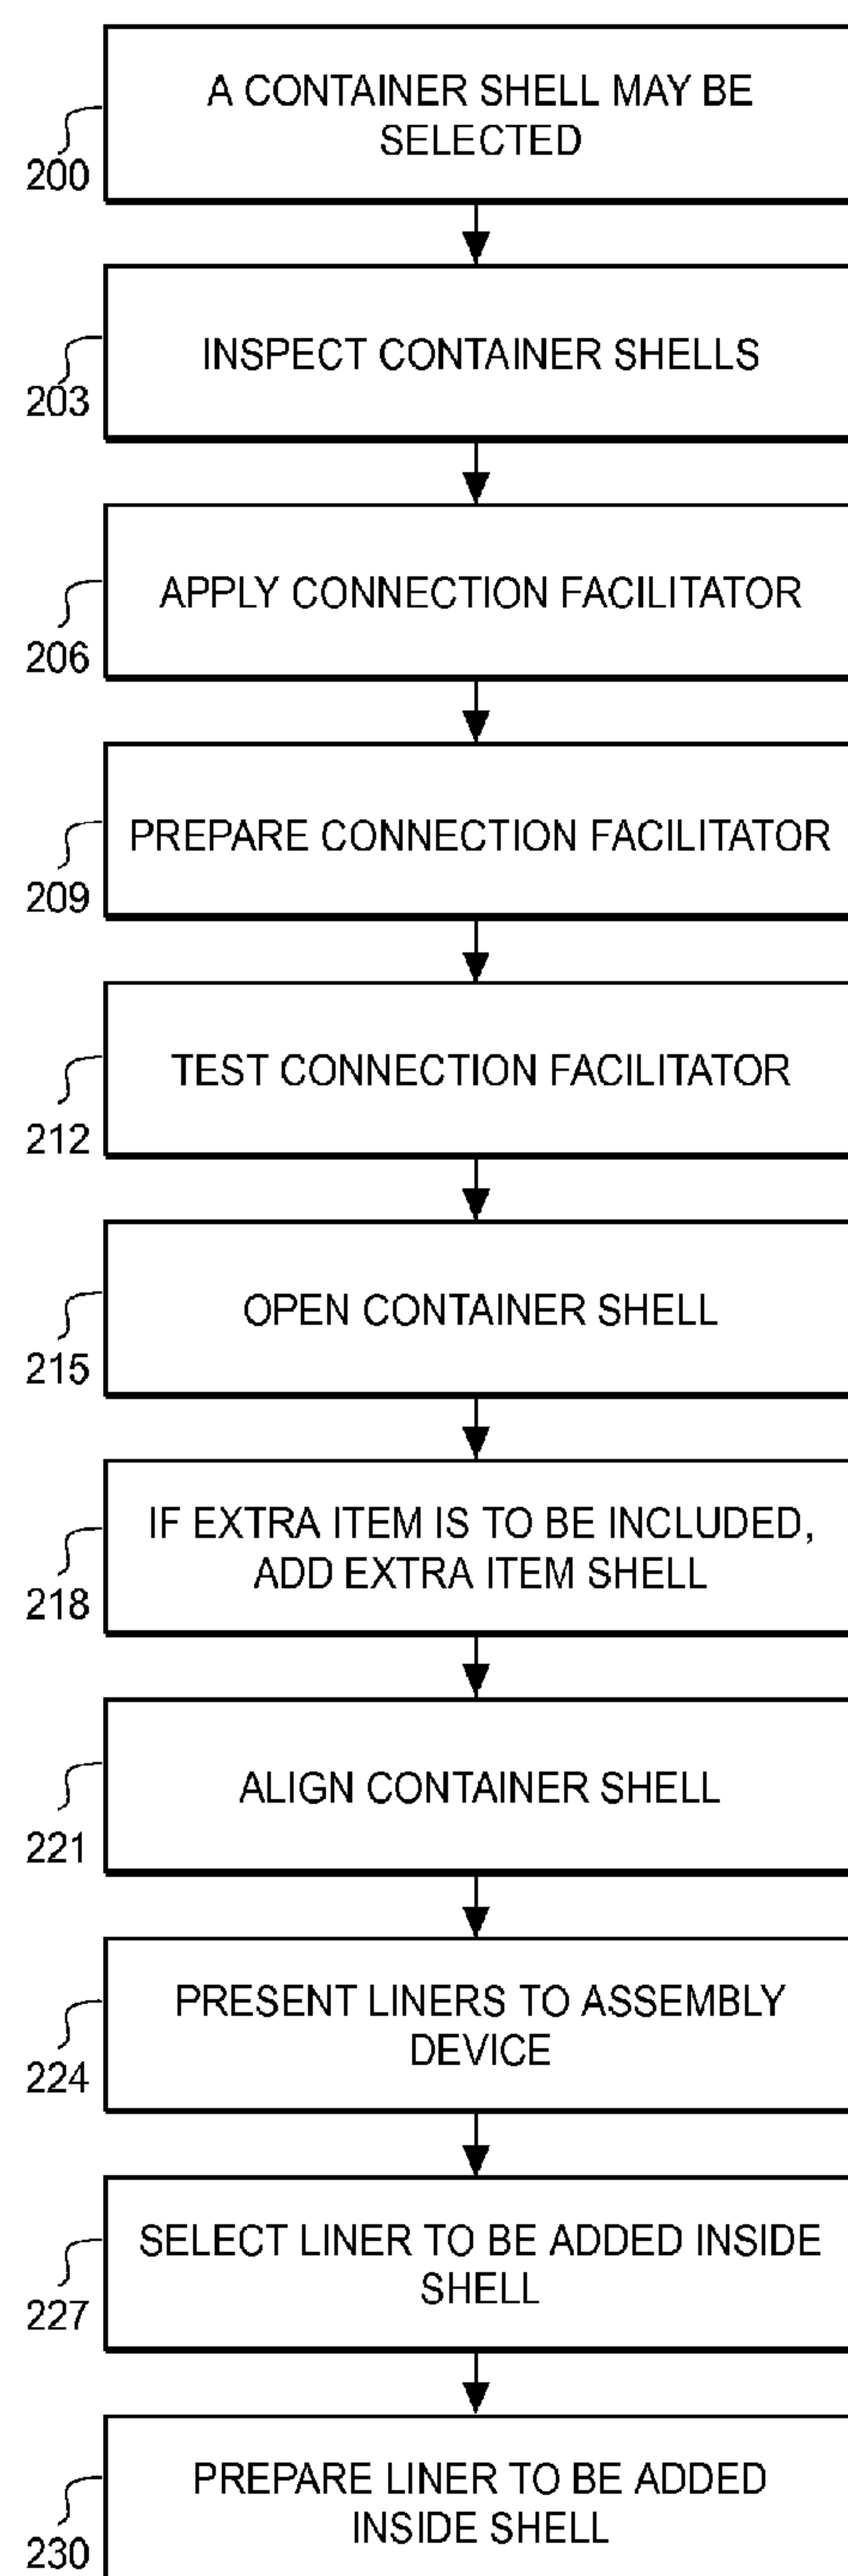 A CONTAINER SHELL MAY BE
SELECTED
200
INSPECT CONTAINER SHELLS
203
APPLY CONNECTION FACILITATOR
206
PREPARE CONNECTION FACILITATOR
209
TEST CONNECTION FACILITATOR
212
OPEN CONTAINER SHELL
215
IF EXTRA ITEM IS TO BE INCLUDED,
ADD EXTRA ITEM SHELL
218
ALIGN CONTAINER SHELL
221
PRESENT LINERS TO ASSEMBLY
DEVICE
224
SELECT LINER TO BE ADDED INSIDE
SHELL
227
PREPARE LINER TO BE ADDED
INSIDE SHELL
230